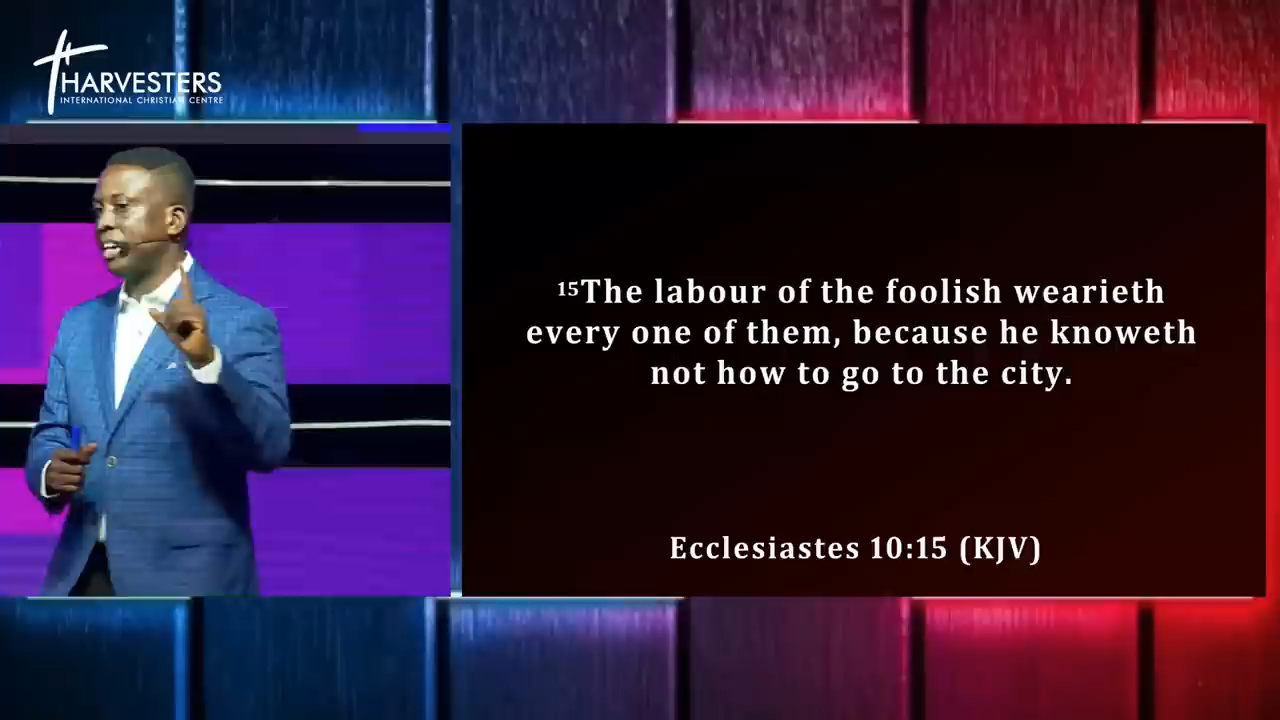 HARVESTERS
INTERNATIONAL CHRISTIAN CENTRE
¹⁵The labour of the foolish wearieth
every one of them, because he knoweth
not how to go to the city.
Ecclesiastes 10:15 (KJV)